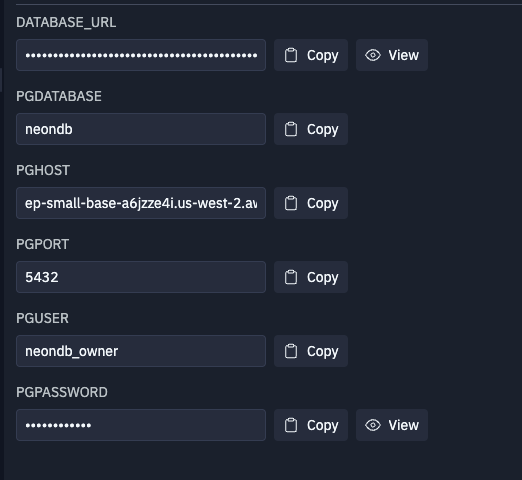 DATABASE_URL
Copy View
PGDATABASE
neondb Copy
PGHOST
ep-small-base-a6jzze4i.us-west-2.aw Copy
PGPORT
5432 Copy
PGUSER
neondb_owner Copy
PGPASSWORD
•••••••••••• Copy View